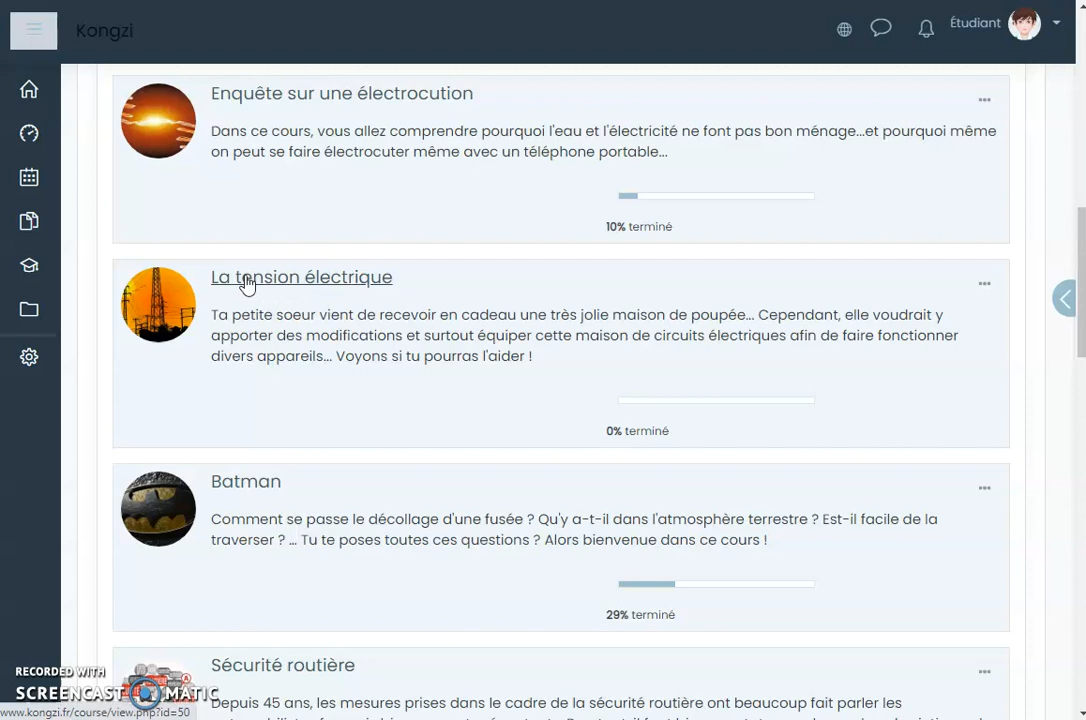 Kongzi
Étudiant
Enquête sur une électrocution
Dans ce cours, vous allez comprendre pourquoi l'eau et l'électricité ne font pas bon ménage...et pourquoi même
on peut se faire électrocuter même avec un téléphone portable...
10% terminé
La tension électrique
Ta petite soeur vient de recevoir en cadeau une très jolie maison de poupée... Cependant, elle voudrait y
apporter des modifications et surtout équiper cette maison de circuits électriques afin de faire fonctionner
divers appareils... Voyons si tu pourras l'aider !
0% terminé
Batman
Comment se passe le décollage d'une fusée ? Qu'y a-t-il dans l'atmosphère terrestre ? Est-il facile de la
traverser ? ... Tu te poses toutes ces questions ? Alors bienvenue dans ce cours !
29% terminé
Sécurité routière
Depuis 45 ans, les mesures prises dans le cadre de la sécurité routière ont beaucoup fait parler les
RECORDED WITH
SCREENCAST MATIC
www.kongzi.fr/course/view.php?id=50